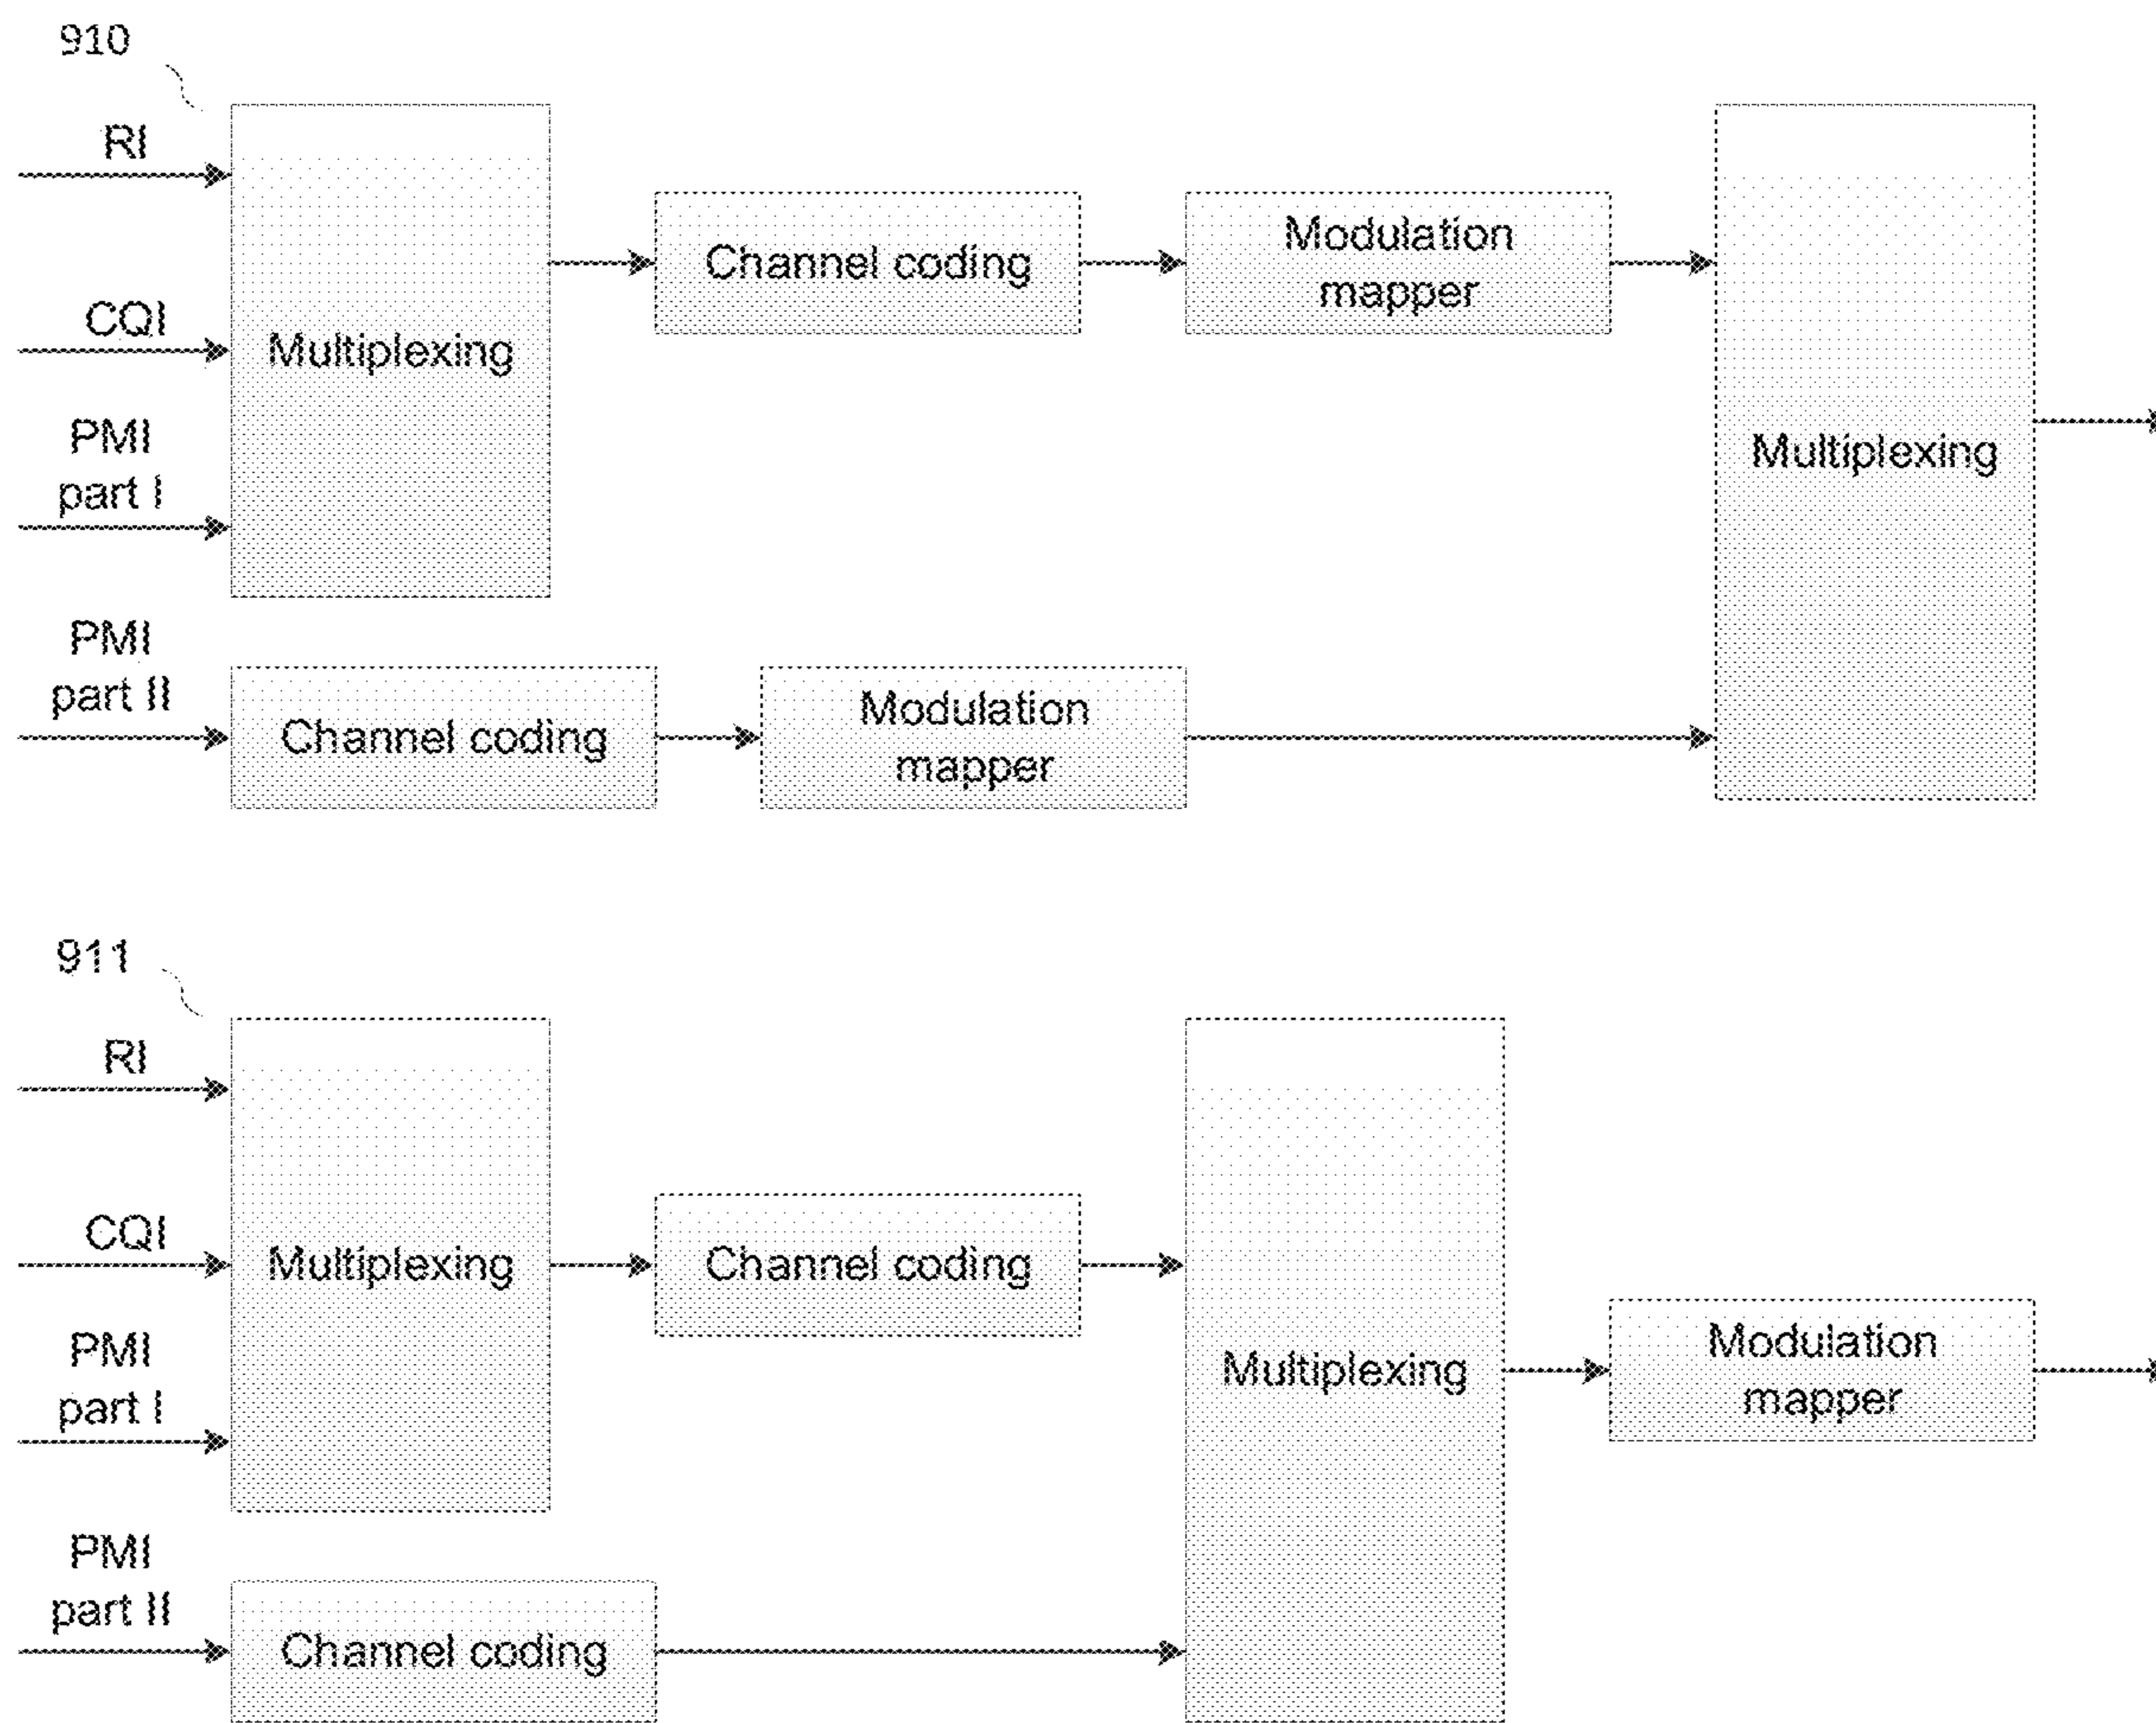 910
RI
CQI
PMI
part I
Multiplexing
Channel coding
Modulation
mapper
Multiplexing
PMI
part II
Channel coding
Modulation
mapper
911
RI
CQI
PMI
part I
Multiplexing
Channel coding
Multiplexing
Modulation
mapper
PMI
part II
Channel coding